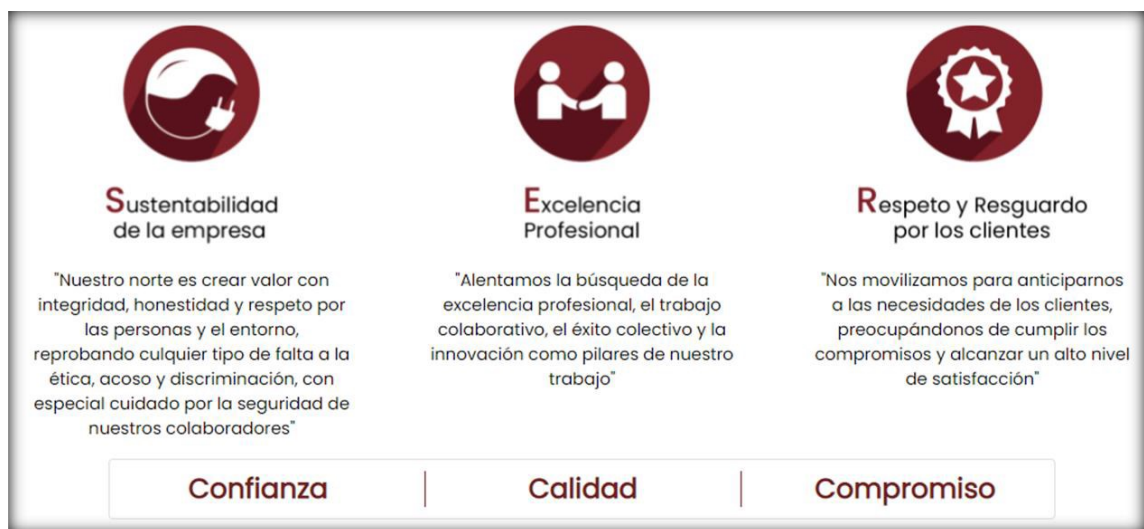 Sustentabilidad
de la empresa
"Nuestro norte es crear valor con
integridad, honestidad y respeto por
las personas y el entorno,
reprobando culquier tipo de falta a la
ética, acoso y discriminación, con
especial cuidado por la seguridad de
nuestros colaboradores"
Excelencia
Profesional
"Alentamos la búsqueda de la
excelencia profesional, el trabajo
colaborativo, el éxito colectivo y la
innovación como pilares de nuestro
trabajo"
Respeto y Resguardo
por los clientes
"Nos movilizamos para anticiparnos
a las necesidades de los clientes,
preocupándonos de cumplir los
compromisos y alcanzar un alto nivel
de satisfacción"
Confianza
Calidad
Compromiso